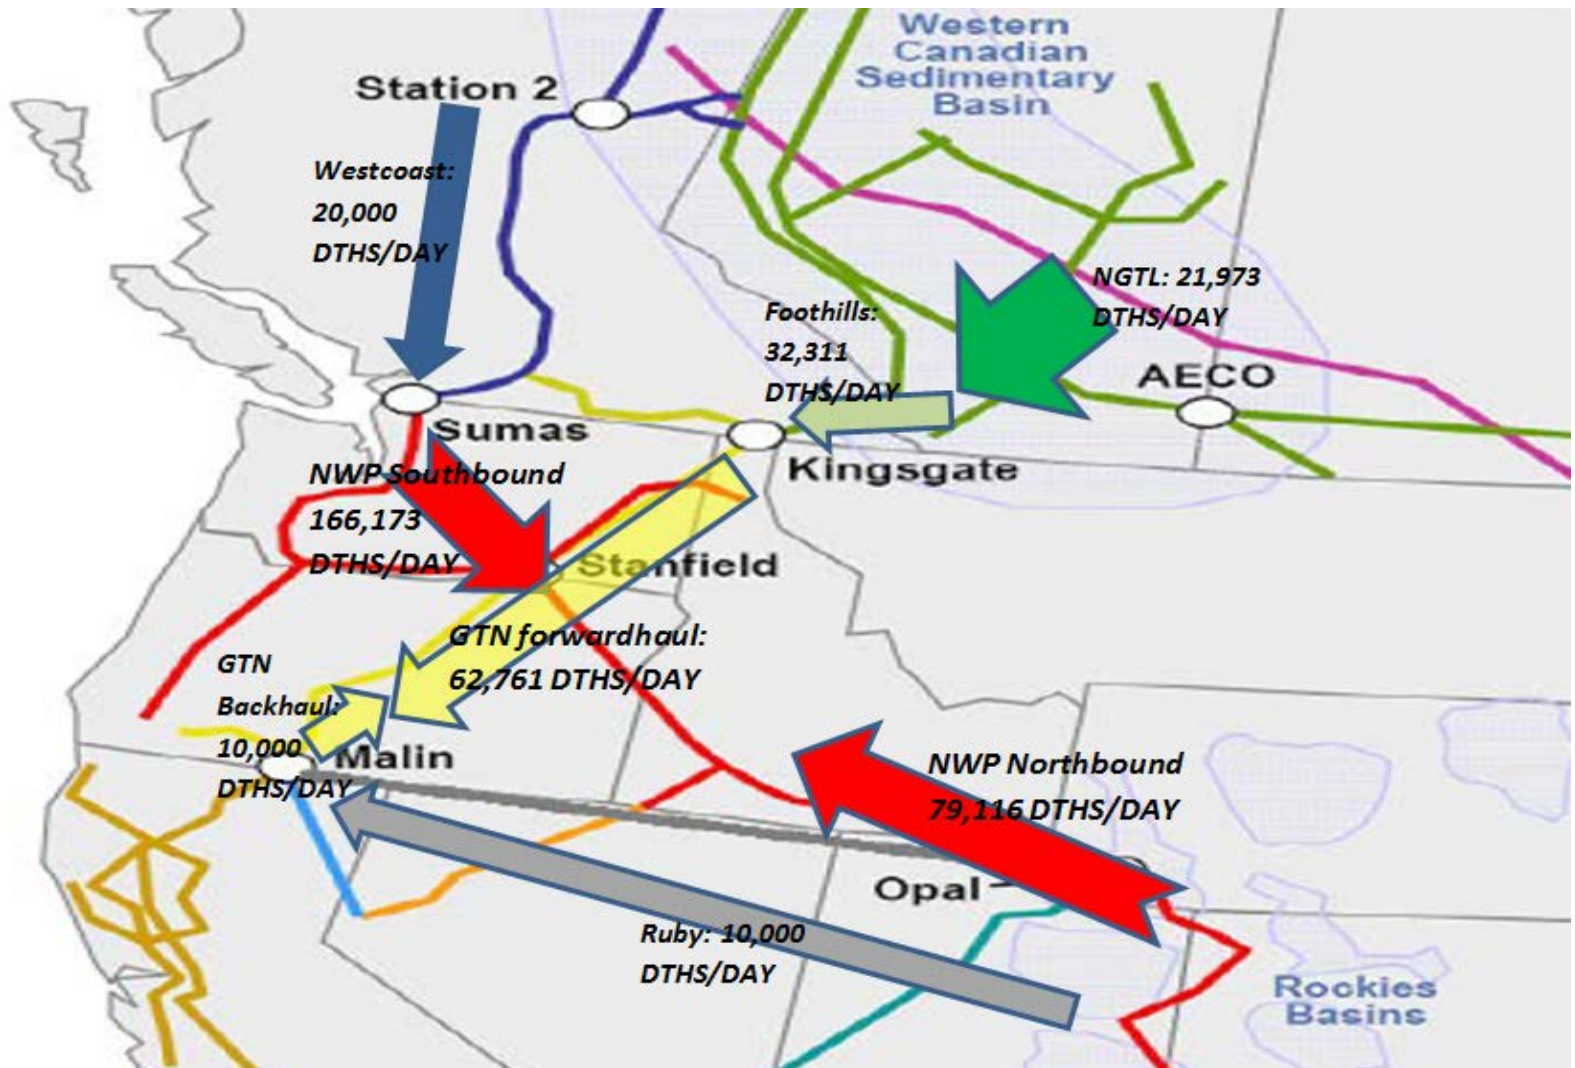 Western
Canadian
Sedimentary
Basin
Station 2
Westcoast:
20,000
DTHS/DAY
NGTL: 21,973
DTHS/DAY
Foothills:
32,311
DTHS/DAY
AECO
Sumas
Kingsgate
NWP Southbound
166,173
DTHS/DAY
Stanfield
GTN forwardhaul:
62,761 DTHS/DAY
GTN
Backhaul:
10,000
DTHS/DAY
Malin
NWP Northbound
79,116 DTHS/DAY
Opal
Ruby: 10,000
DTHS/DAY
Rockies
Basins